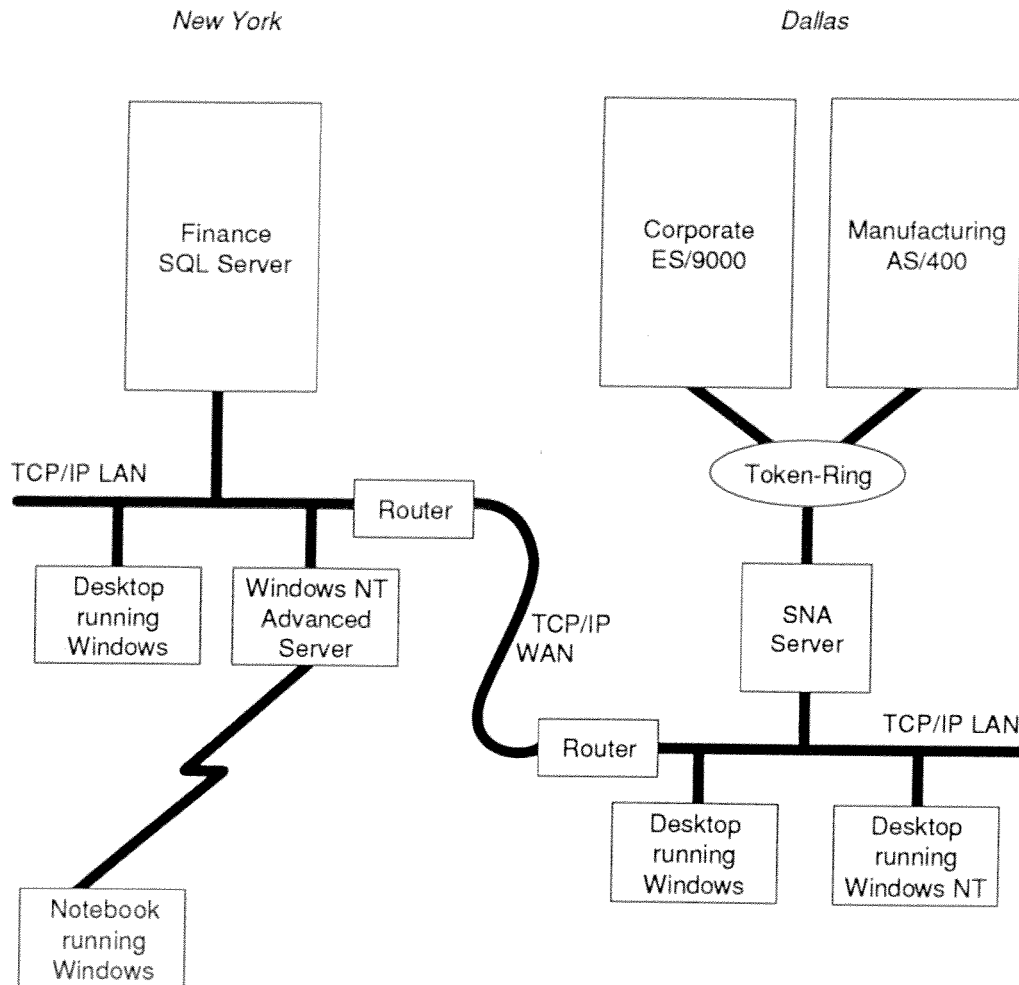 New York
Dallas
Finance
SQL Server
Corporate
ES/9000
Manufacturing
AS/400
TCP/IP LAN
Router
Token-Ring
Desktop
running
Windows
Windows NT
Advanced
Server
SNA
Server
TCP/IP
WAN
TCP/IP LAN
Router
Desktop
running
Windows
Desktop
running
Windows NT
Notebook
running
Windows